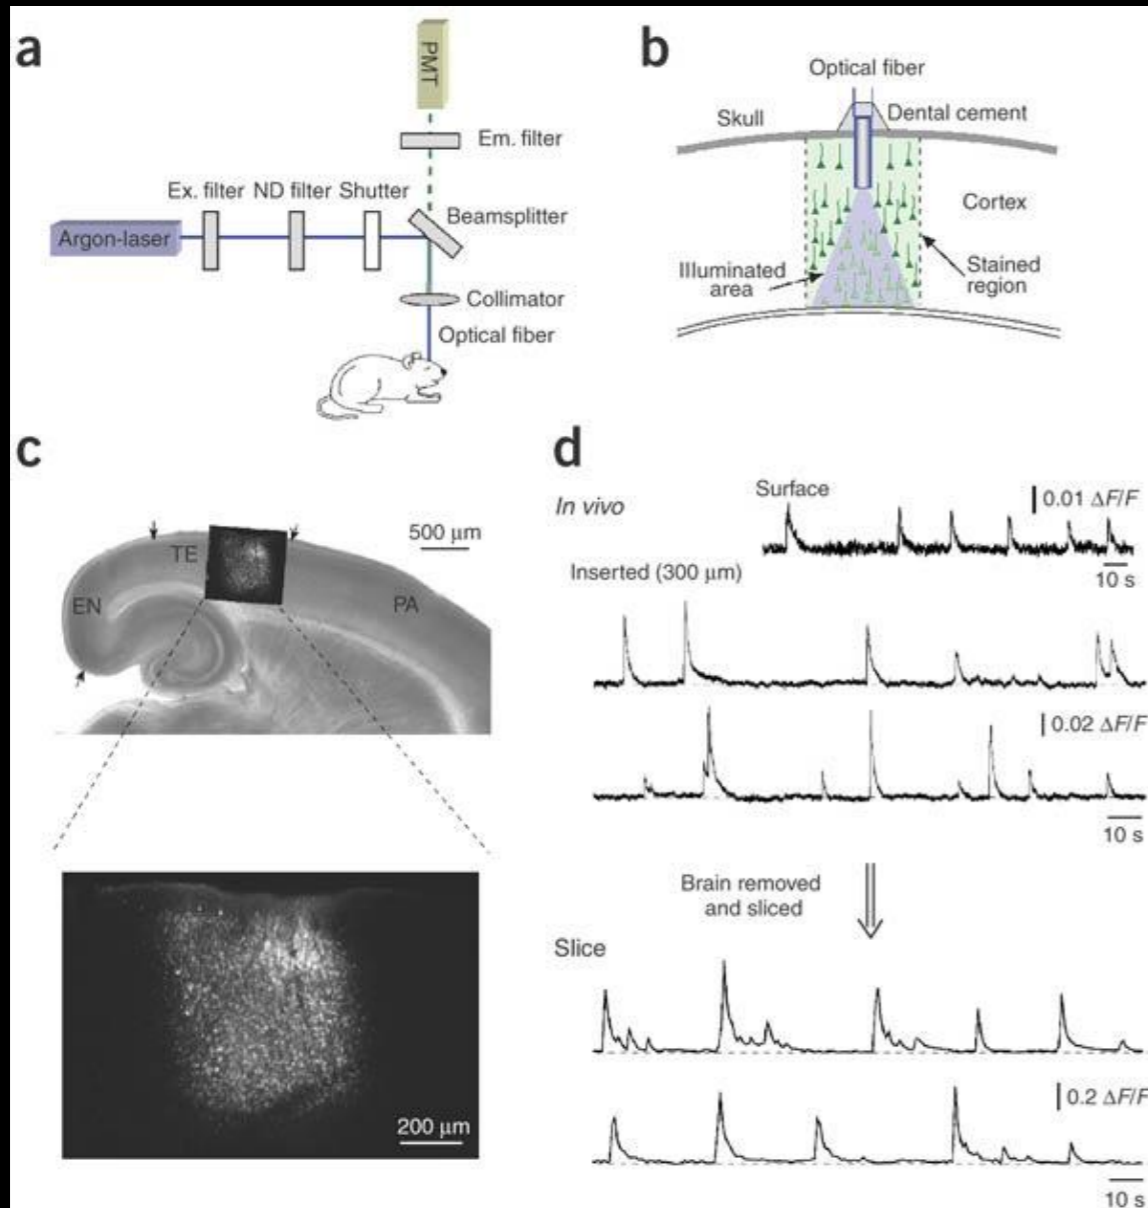 a
PMT
Em. filter
Ex. filter ND filter Shutter
Beamsplitter
Argon-laser
Collimator
Optical fiber
b
Optical fiber
Skull
Dental cement
Cortex
Illuminated
area
Stained
region
c
500 μm
TE
EN
PA
200 μm
d
In vivo
Surface
0.01 ΔF/F
10 s
Inserted (300 μm)
0.02 ΔF/F
10 s
Brain removed
and sliced
Slice
0.2 ΔF/F
10 s